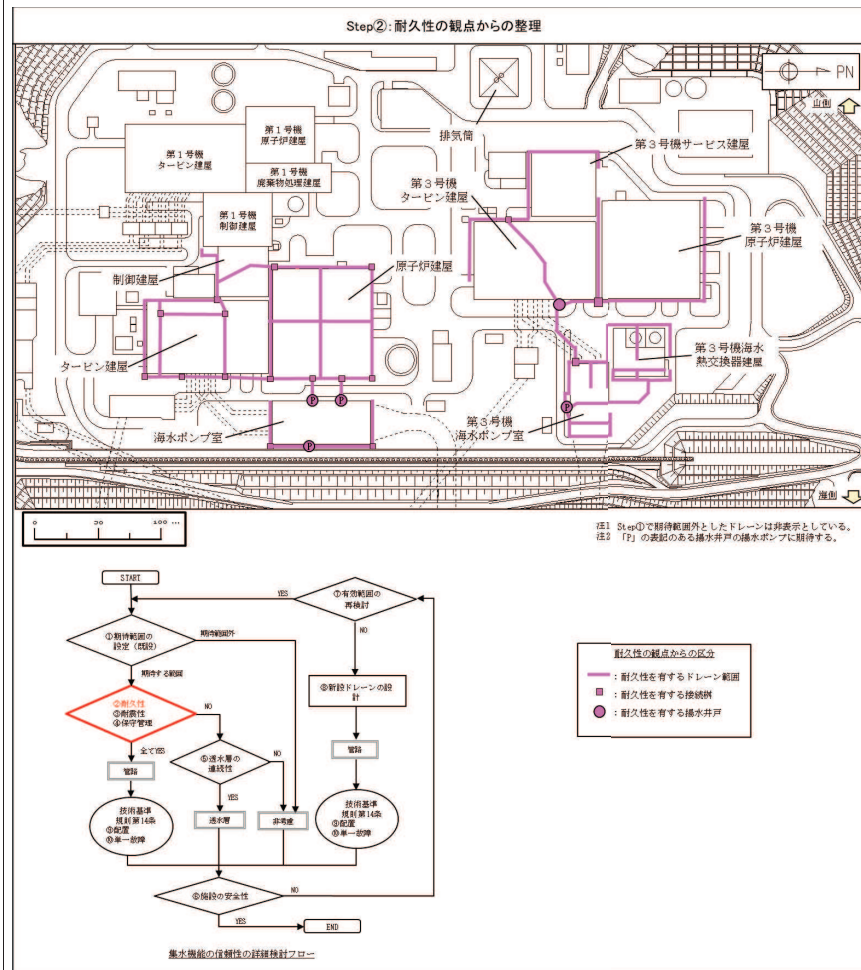 Step②:耐久性の観点からの整理
PN
山側
排気筒
第1号機
原子炉建屋
第1号機
タービン建屋
第1号機
廃棄物処理建屋
第1号機
制御建屋
制御建屋
原子炉建屋
タービン建屋
海水ポンプ室
第3号機サービス建屋
第3号機
タービン建屋
第3号機
原子炉建屋
第3号機海水
熱交換器建屋
第3号機
海水ポンプ室
P
P
P
P
海側
0 50 100
注1 Step①で期待範囲外としたドレーンは非表示としている。
注2 「P」の表記のある揚水井戸の揚水ポンプに期待する。
START
①期待範囲の
設定(既設)
期待範囲外
期待する範囲
②耐久性
③耐震性
④保守管理
NO
全てYES
管路
技術基準
規則第14条
⑨配置
⑩単一故障
⑤透水層の
連続性
NO
YES
透水層
非考慮
⑥施設の安全性
NO
YES
END
YES
⑦有効範囲の
再検討
NO
⑧新設ドレーンの設
計
管路
技術基準
規則第14条
⑨配置
⑩単一故障
集水機能の信頼性の詳細検討フロー
耐久性の観点からの区分
:耐久性を有するドレーン範囲
:耐久性を有する接続桝
:耐久性を有する揚水井戸